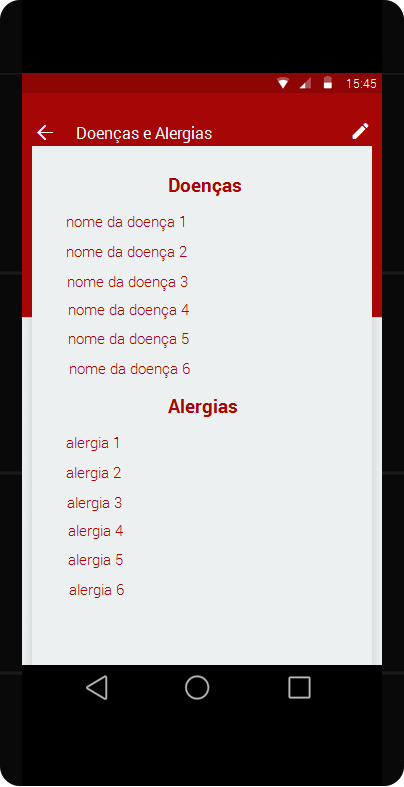 15:45
Doenças e Alergias
Doenças
nome da doença 1
nome da doença 2
nome da doença 3
nome da doença 4
nome da doença 5
nome da doença 6
Alergias
alergia 1
alergia 2
alergia 3
alergia 4
alergia 5
alergia 6